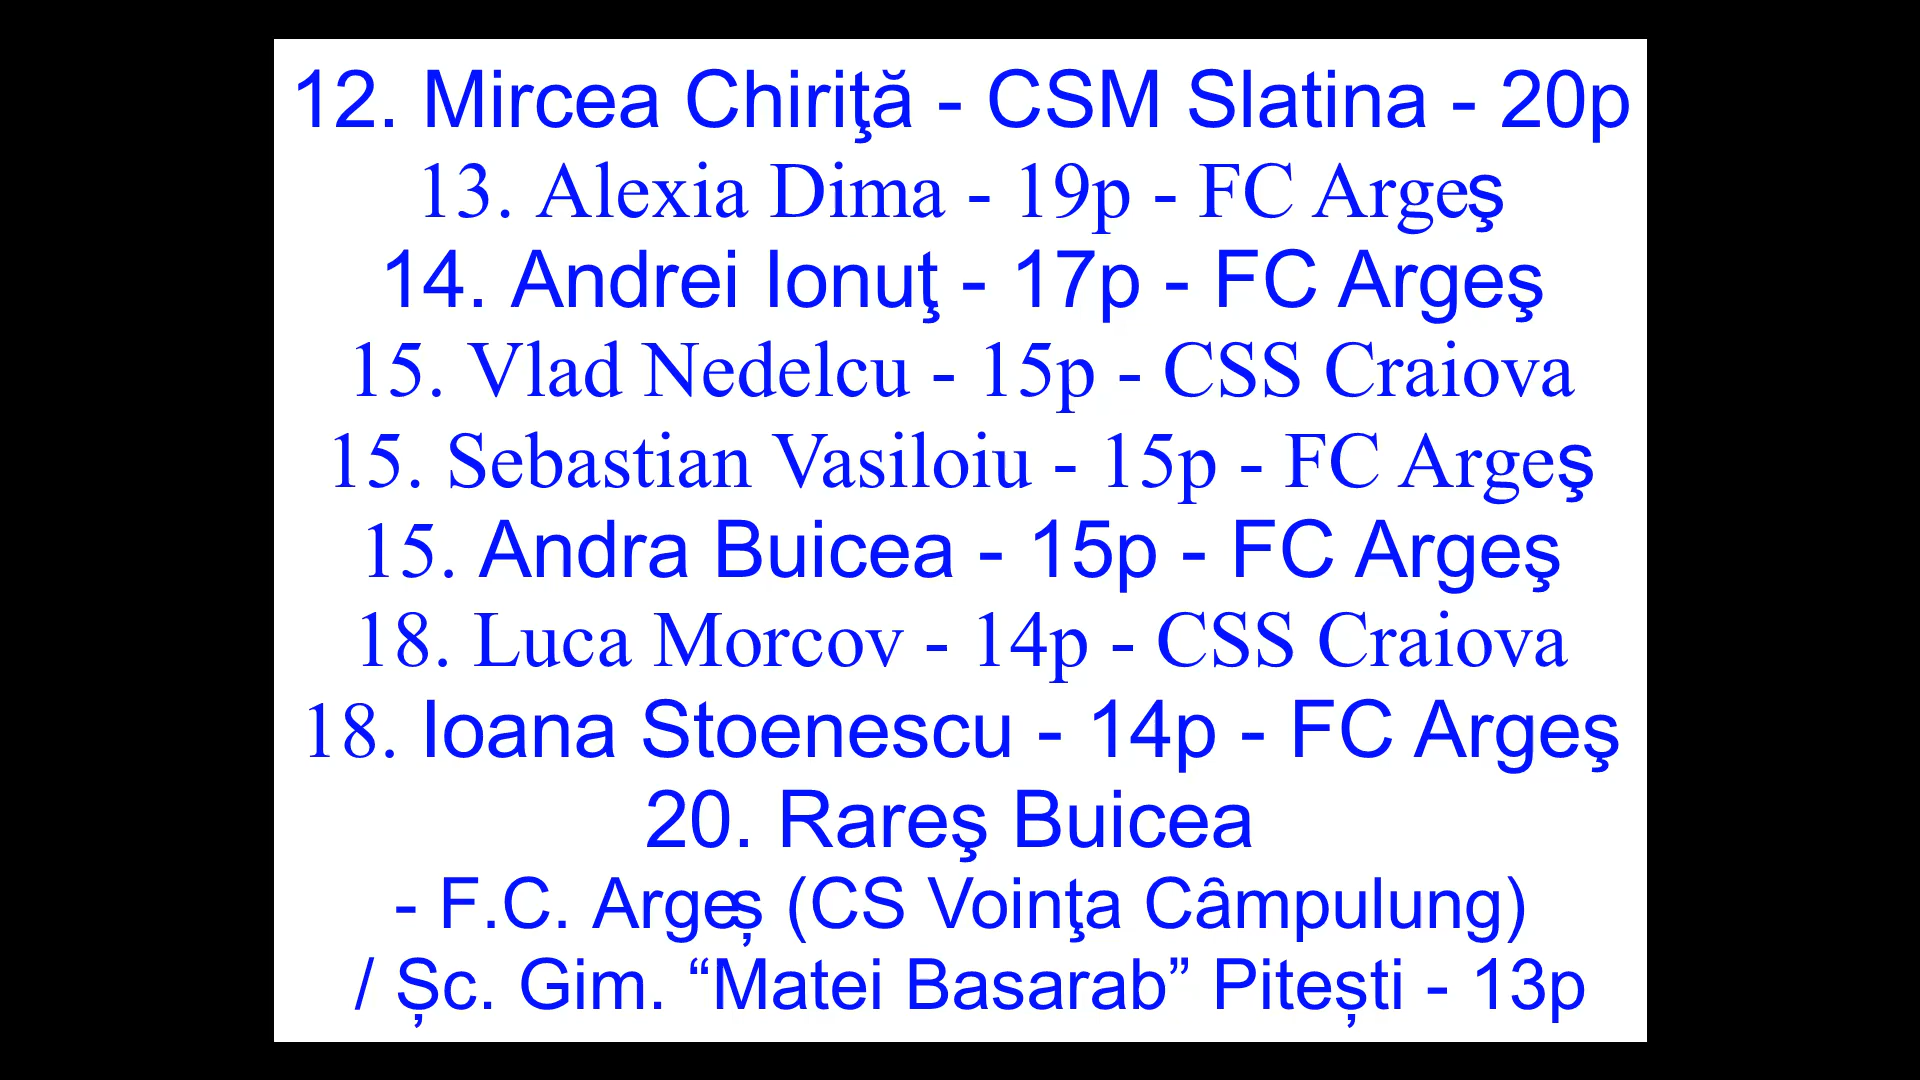 12. Mircea Chiriţă - CSM Slatina - 20p
13. Alexia Dima - 19p - FC Argeş
14. Andrei Ionuţ - 17p - FC Argeş
15. Vlad Nedelcu - 15p - CSS Craiova
15. Sebastian Vasiloiu - 15p - FC Argeş
15. Andra Buicea - 15p - FC Argeş
18. Luca Morcov - 14p - CSS Craiova
18. Ioana Stoenescu - 14p - FC Argeş
20. Rareş Buicea
- F.C. Argeș (CS Voinţa Câmpulung)
/ Șc. Gim. “Matei Basarab” Pitești - 13p